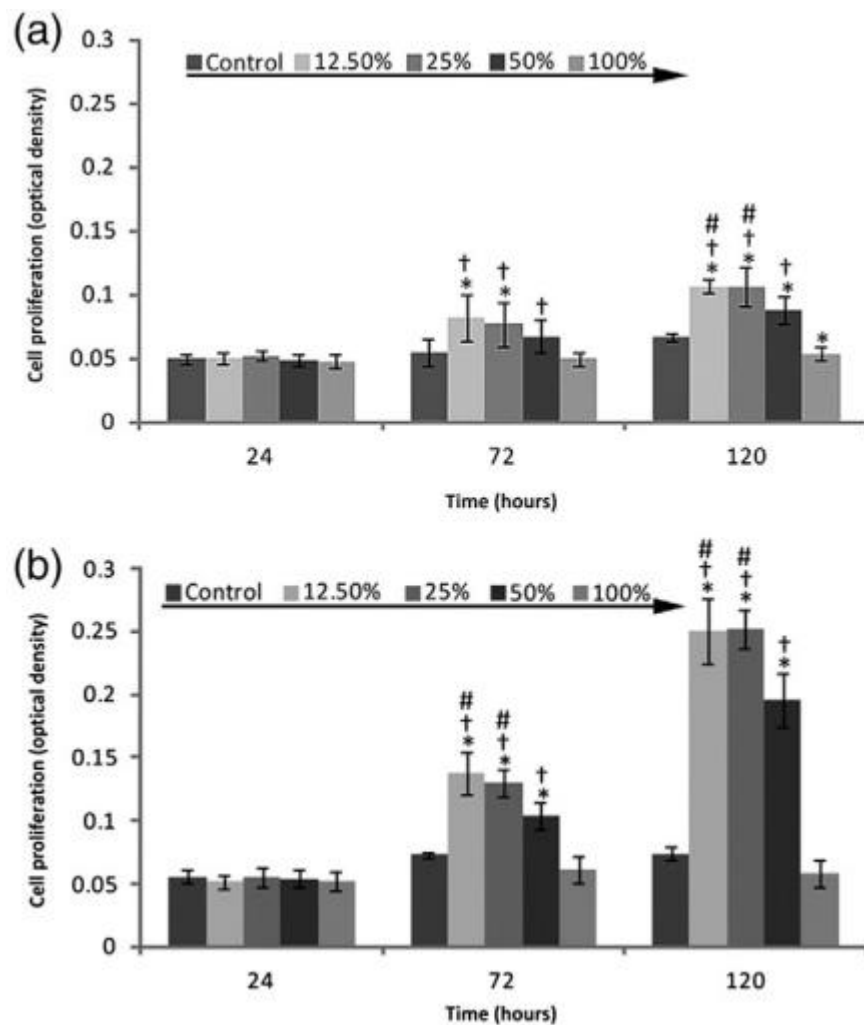 (a)
Cell proliferation (optical density)
0.3
Control 12.50% 25% 50% 100%
0.25
0.2
0.15
# #
† † †
* * *
† † †
* * *
0.1
0.05
0
24 72 120
Time (hours)
(b)
Cell proliferation (optical density)
0.3
Control 12.50% 25% 50% 100%
# #
† †
* *
0.25
†
*
0.2
# #
† † †
* * *
0.15
0.1
0.05
0
24 72 120
Time (hours)